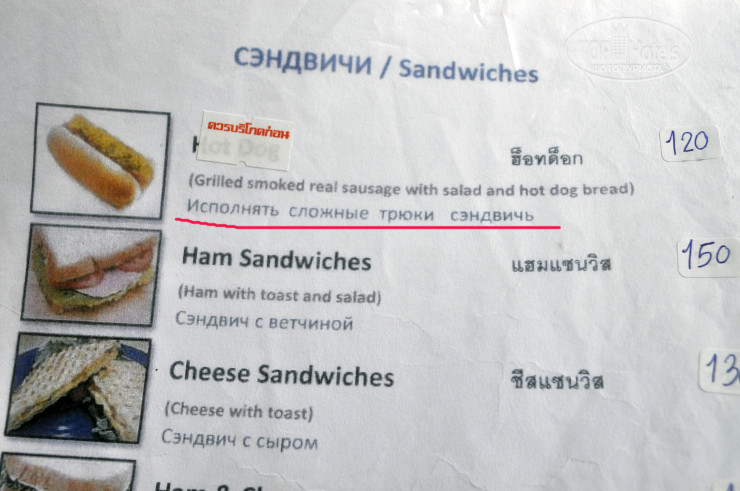 TOPHotels
СЭНДВИЧИ / Sandwiches
ควรบริโภคก่อน
Hot Dog
ฮ็อทด็อก
120
(Grilled smoked real sausage with salad and hot dog bread)
Исполнять сложные трюки сэндвичь
Ham Sandwiches
แฮมแซนวิส
150
(Ham with toast and salad)
Сэндвич с ветчиной
Cheese Sandwiches
ชีสแซนวิส
(Cheese with toast)
Сэндвич с сыром